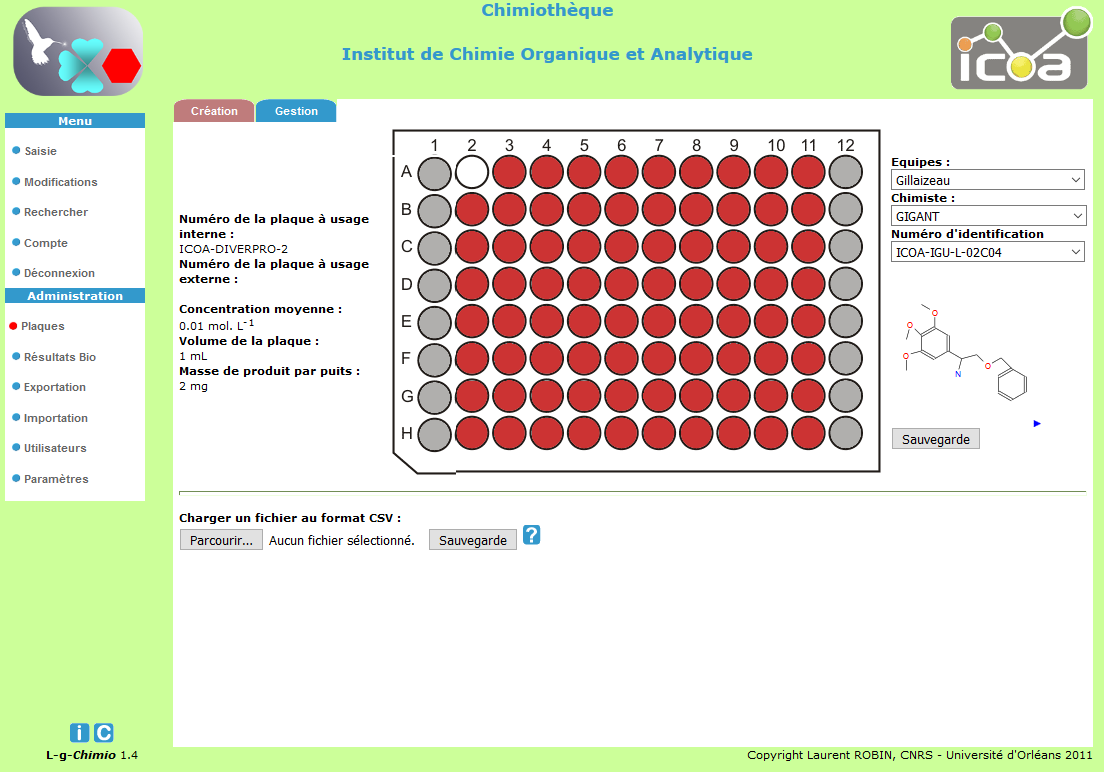 Chimiothèque
Institut de Chimie Organique et Analytique
icoa
Menu
Saisie
Modifications
Rechercher
Compte
Déconnexion
Administration
Plaques
Résultats Bio
Exportation
Importation
Utilisateurs
Paramètres
i C
L-g-Chimio 1.4
Création Gestion
Numéro de la plaque à usage
interne :
ICOA-DIVERPRO-2
Numéro de la plaque à usage
externe :
Concentration moyenne :
0.01 mol. L-1
Volume de la plaque :
1 mL
Masse de produit par puits :
2 mg
1 2 3 4 5 6 7 8 9 10 11 12
A
B
C
D
E
F
G
H
Equipes :
Gillaizeau
Chimiste :
GIGANT
Numéro d'identification
ICOA-IGU-L-02C04
O
O
O
O
N
Sauvegarde
Charger un fichier au format CSV :
Parcourir... Aucun fichier sélectionné. Sauvegarde ?
Copyright Laurent ROBIN, CNRS - Université d'Orléans 2011